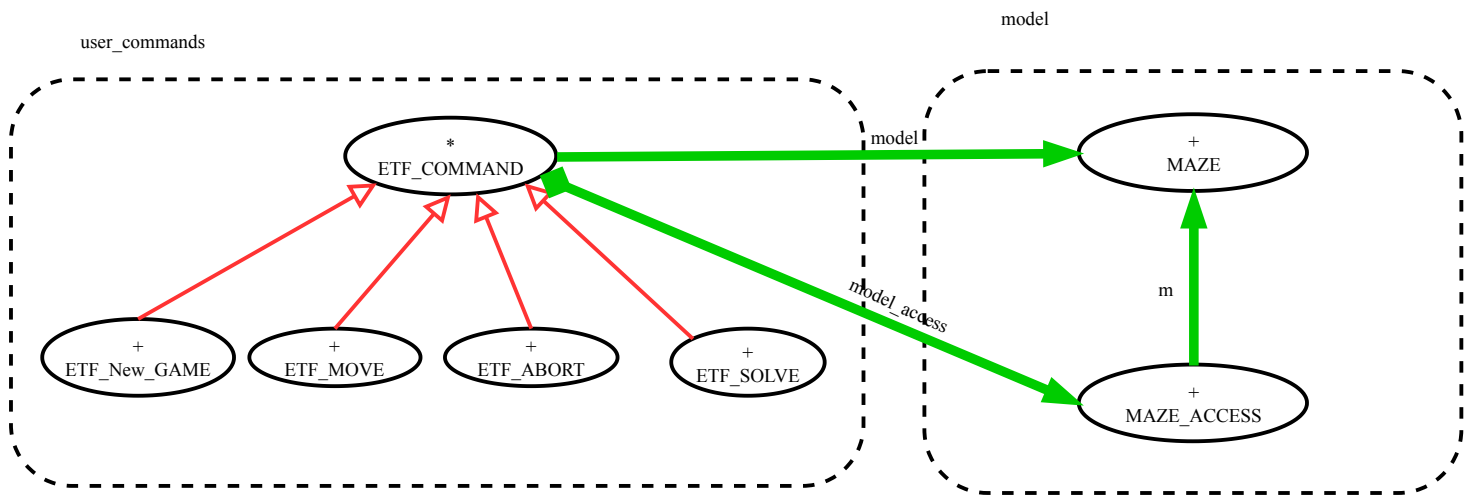 user_commands
model
*
ETF_COMMAND
model
+
MAZE
model_access
m
+
ETF_New_GAME
+
ETF_MOVE
+
ETF_ABORT
+
ETF_SOLVE
+
MAZE_ACCESS